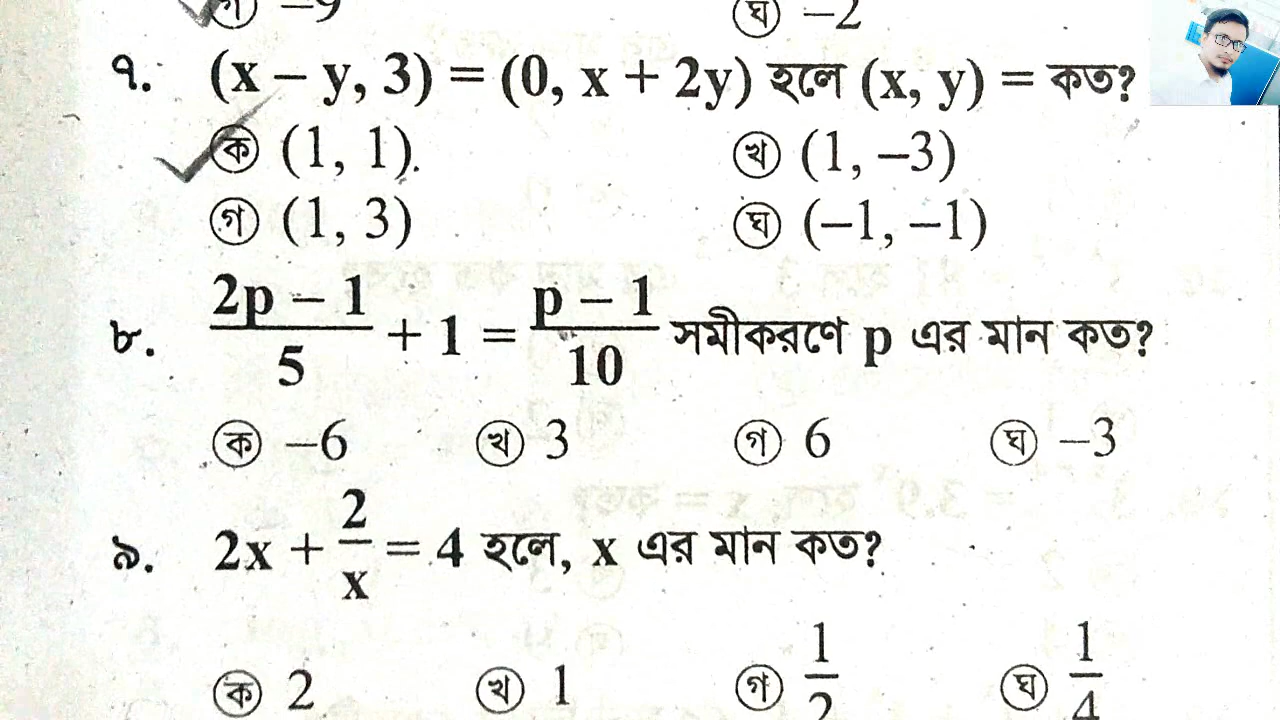 গ −9 ঘ −2
৭. (x − y, 3) = (0, x + 2y) হলে (x, y) = কত?
ক (1, 1). খ (1, −3)
গ (1, 3) ঘ (−1, −1)
৮. (2p − 1)/5 + 1 = (p − 1)/10 সমীকরণে p এর মান কত?
ক −6 খ 3 গ 6 ঘ −3
৯. 2x + 2/x = 4 হলে, x এর মান কত?
ক 2 খ 1 গ 1/2 ঘ 1/4